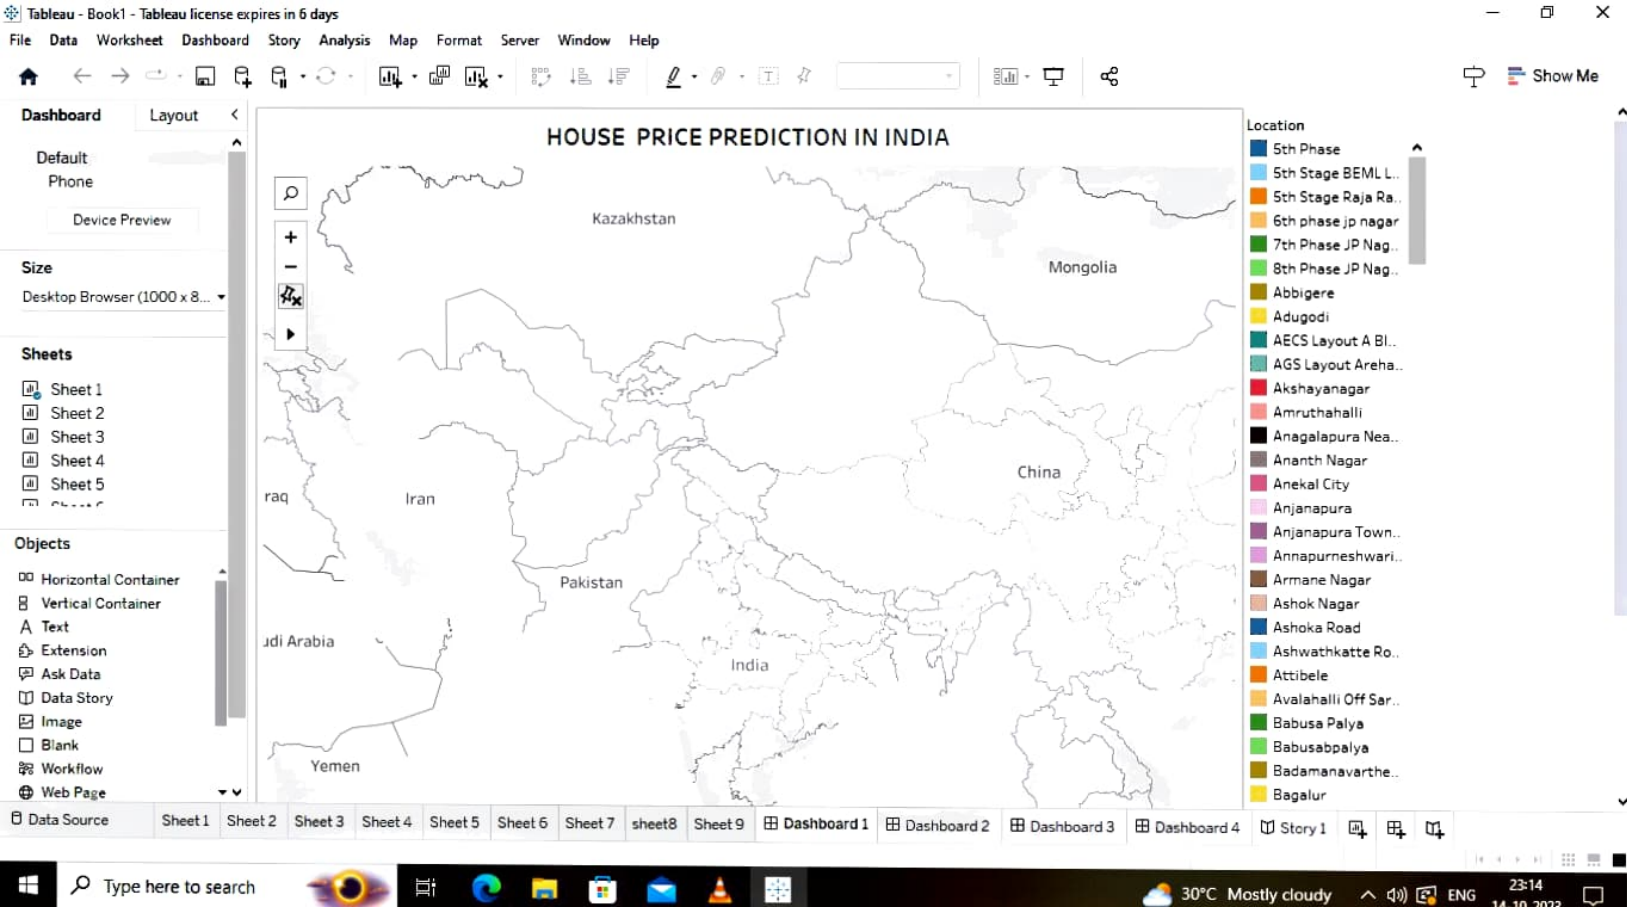 Tableau - Book1 - Tableau license expires in 6 days
File Data Worksheet Dashboard Story Analysis Map Format Server Window Help
Show Me
Dashboard Layout
Default
Phone
Device Preview
Size
Desktop Browser (1000 x 8...
Sheets
Sheet 1
Sheet 2
Sheet 3
Sheet 4
Sheet 5
Objects
Horizontal Container
Vertical Container
Text
Extension
Ask Data
Data Story
Image
Blank
Workflow
Web Page
HOUSE PRICE PREDICTION IN INDIA
Kazakhstan
Mongolia
China
raq
Iran
Pakistan
udi Arabia
India
Yemen
Location
5th Phase
5th Stage BEML L..
5th Stage Raja Ra..
6th phase jp nagar
7th Phase JP Nag..
8th Phase JP Nag..
Abbigere
Adugodi
AECS Layout A Bl..
AGS Layout Areha..
Akshayanagar
Amruthahalli
Anagalapura Nea..
Ananth Nagar
Anekal City
Anjanapura
Anjanapura Town..
Annapurneshwari..
Armane Nagar
Ashok Nagar
Ashoka Road
Ashwathkatte Ro..
Attibele
Avalahalli Off Sar..
Babusa Palya
Babusabpalya
Badamanavarthe..
Bagalur
Data Source Sheet 1 Sheet 2 Sheet 3 Sheet 4 Sheet 5 Sheet 6 Sheet 7 sheet8 Sheet 9 Dashboard 1 Dashboard 2 Dashboard 3 Dashboard 4 Story 1
Type here to search
30°C Mostly cloudy
ENG
23:14
14-10-2023